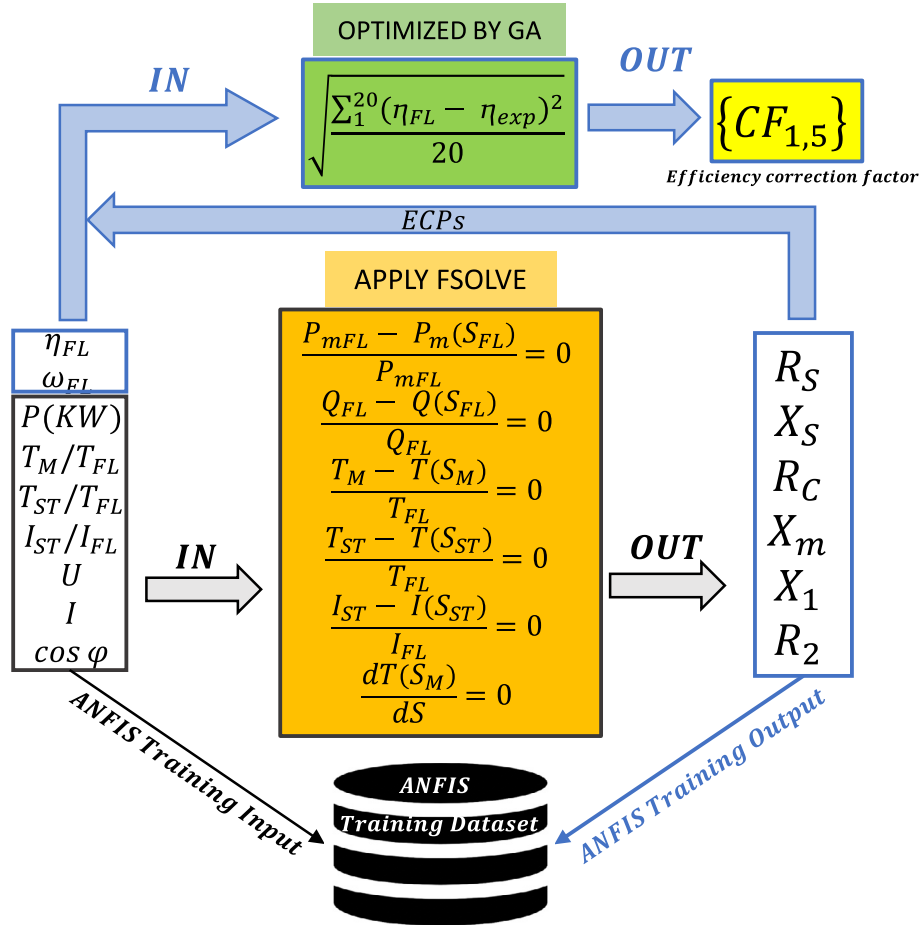 OPTIMIZED BY GA
IN
√(∑₁²⁰(η_FL − η_exp)² / 20)
OUT
{CF₁,₅}
Efficiency correction factor
ECPs
APPLY FSOLVE
η_FL
ω_FL
P(KW)
T_M/T_FL
T_ST/T_FL
I_ST/I_FL
U
I
cos φ
IN
(P_mFL − P_m(S_FL)) / P_mFL = 0
(Q_FL − Q(S_FL)) / Q_FL = 0
(T_M − T(S_M)) / T_FL = 0
(T_ST − T(S_ST)) / T_FL = 0
(I_ST − I(S_ST)) / I_FL = 0
dT(S_M) / dS = 0
OUT
R_S
X_S
R_C
X_m
X_1
R_2
ANFIS Training Input
ANFIS
Training Dataset
ANFIS Training Output